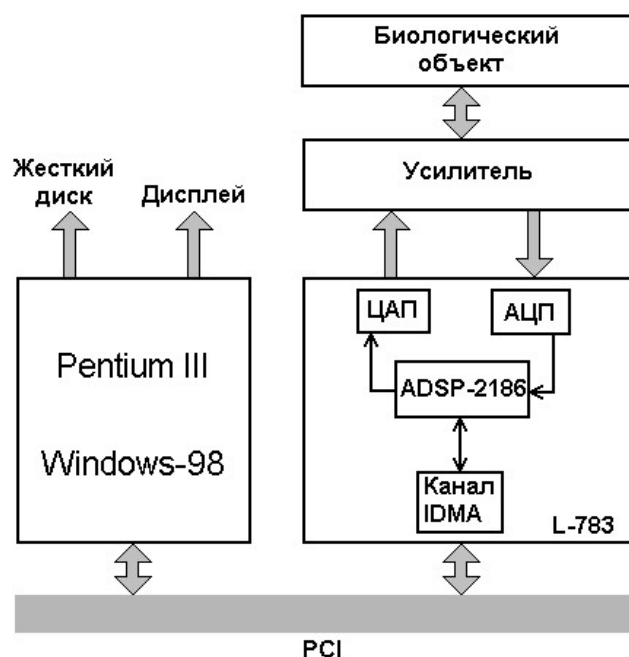 Биологический
объект
Усилитель
Жесткий
диск
Дисплей
ЦАП
АЦП
Pentium III
ADSP-2186
Windows-98
Канал
IDMA
L-783
PCI